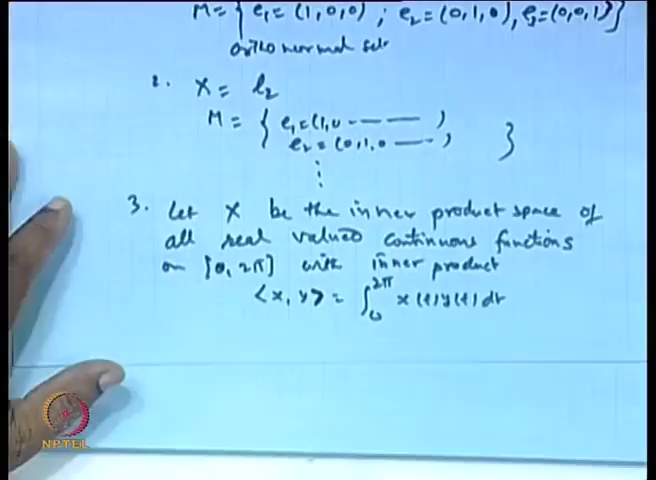 M = { e₁ = (1,0,0) ; e₂ = (0,1,0), e₃ = (0,0,1) }
orthonormal set
2. X = l₂
M = { e₁ = (1,0 - — — — )
e₂ = (0,1,0 — - , }
⋮
3. Let X be the inner product space of
all real valued continuous functions
on [0, 2π] with inner product
<x, y> = ∫₀^2π x(t) y(t) dt
NPTEL